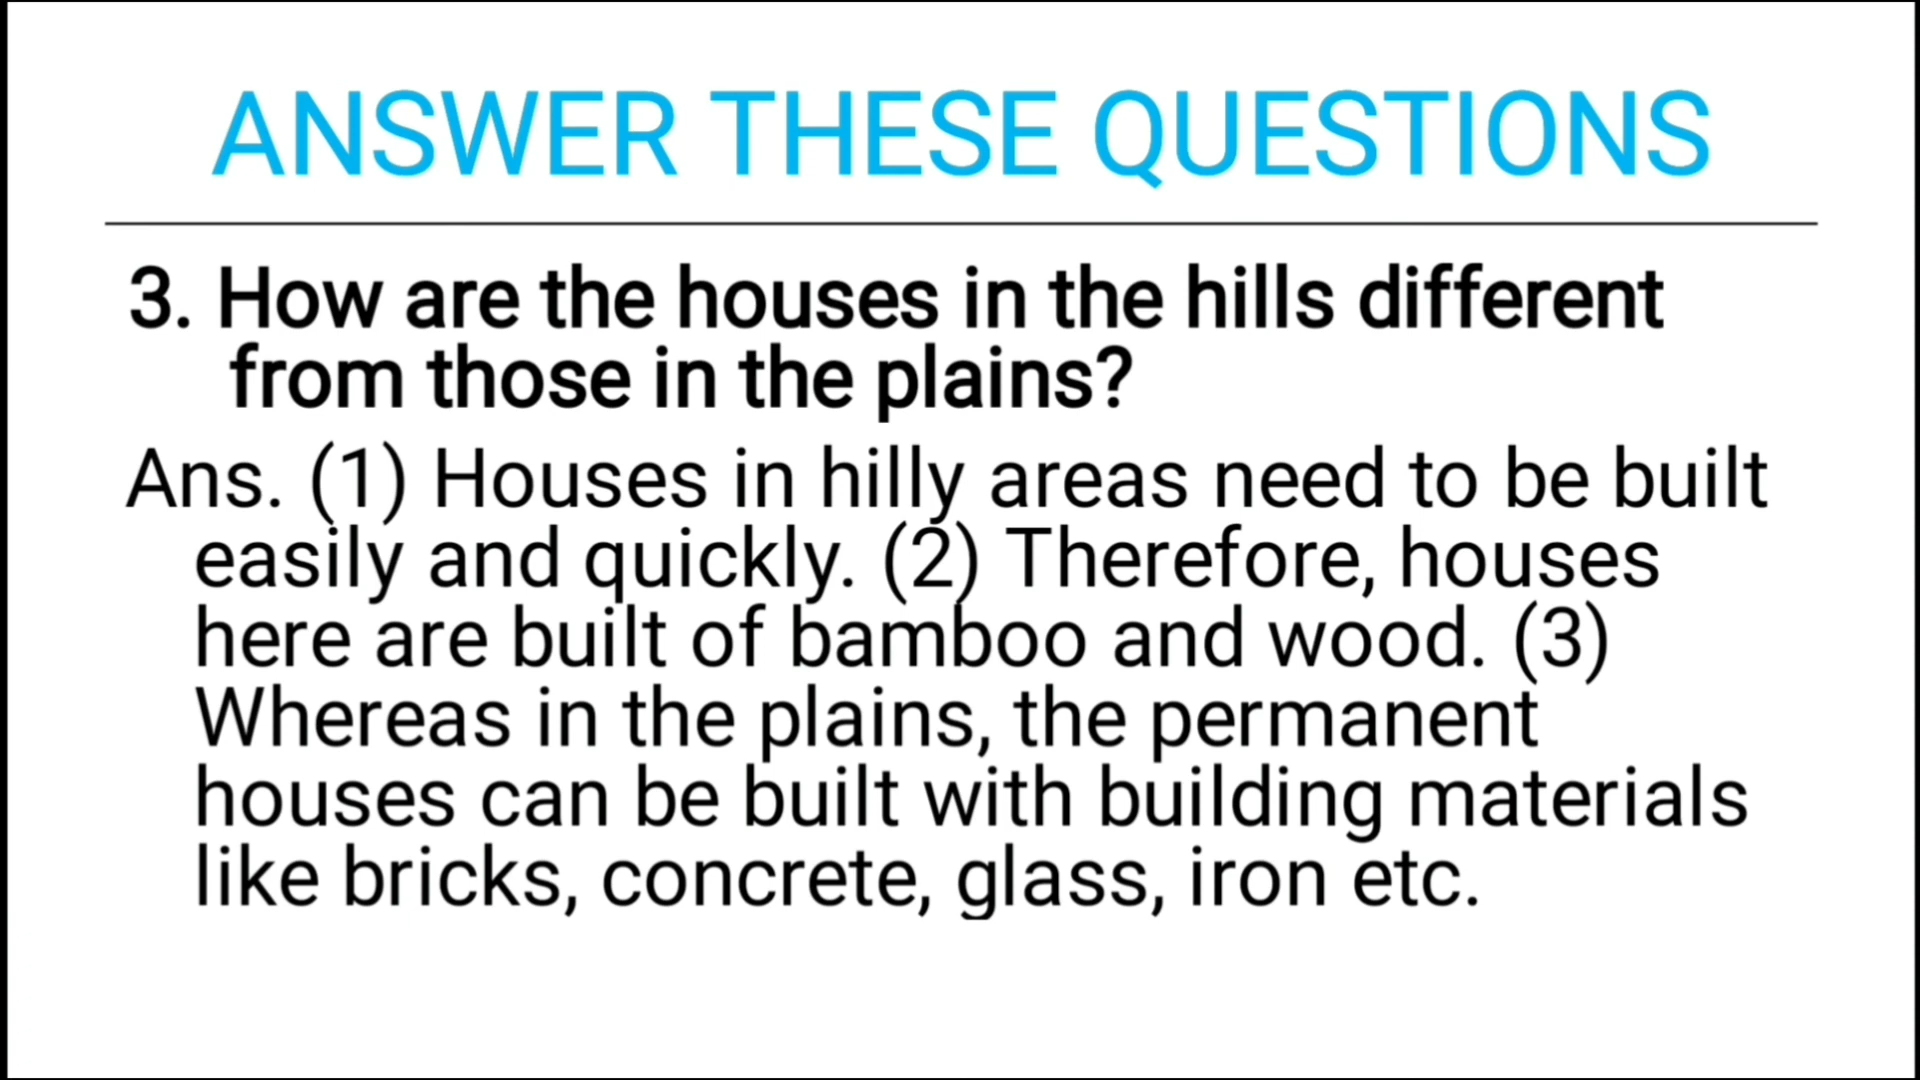 ANSWER THESE QUESTIONS
3. How are the houses in the hills different
from those in the plains?
Ans. (1) Houses in hilly areas need to be built
easily and quickly. (2) Therefore, houses
here are built of bamboo and wood. (3)
Whereas in the plains, the permanent
houses can be built with building materials
like bricks, concrete, glass, iron etc.